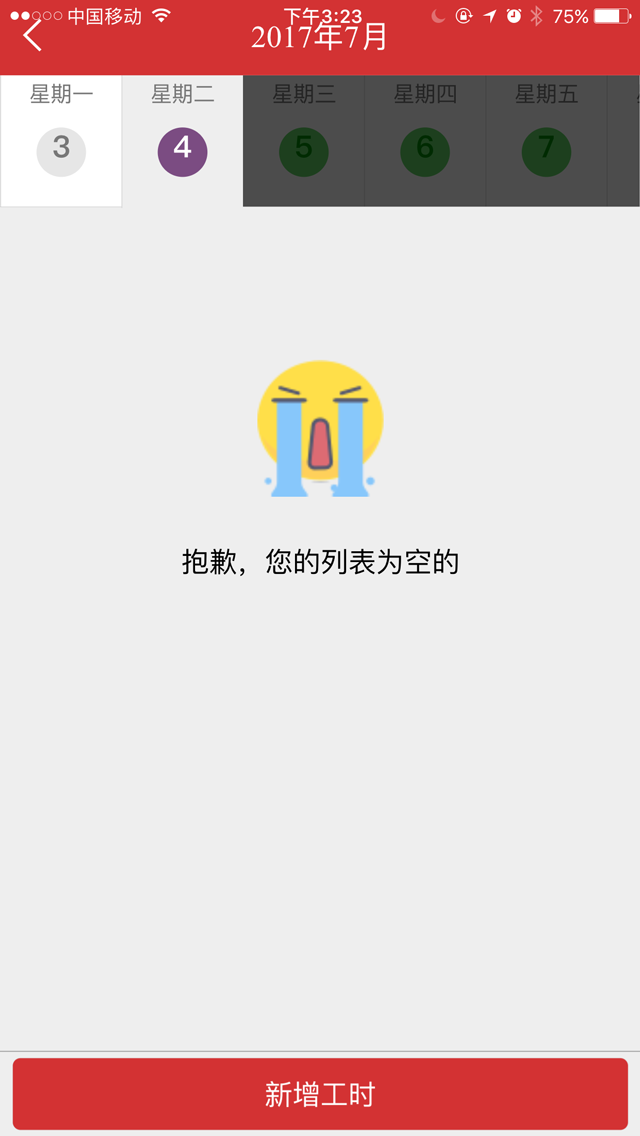 中国移动 下午3:23 75%
2017年7月
星期一 星期二 星期三 星期四 星期五
3 4 5 6 7
抱歉，您的列表为空的
新增工时